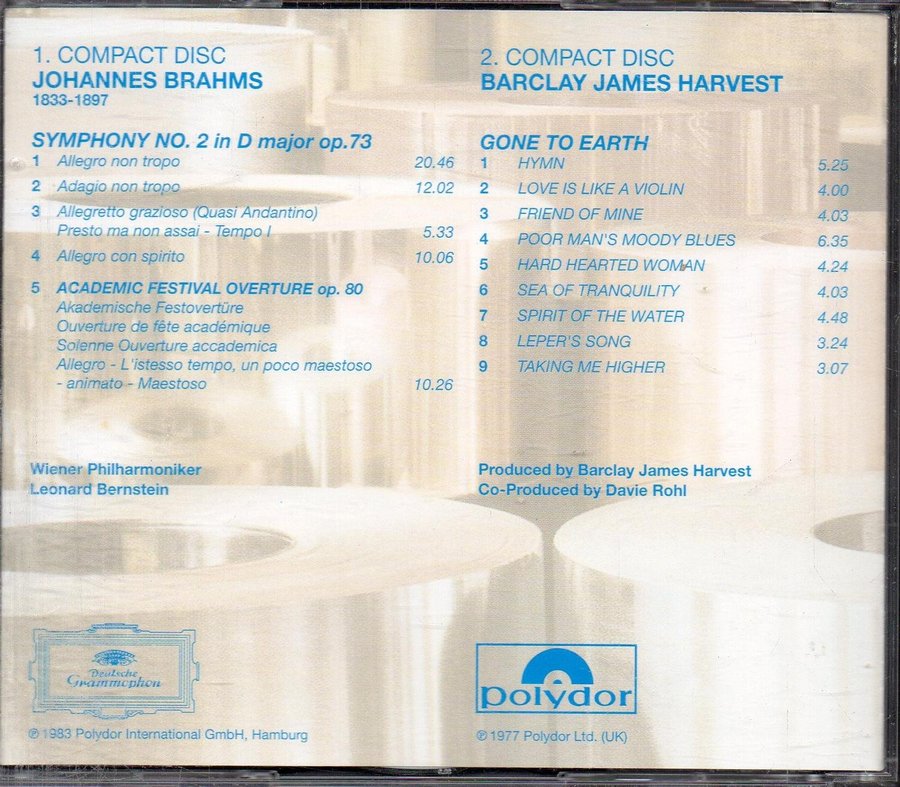 1. COMPACT DISC
JOHANNES BRAHMS
1833-1897
SYMPHONY NO. 2 in D major op.73
1 Allegro non tropo 20.46
2 Adagio non tropo 12.02
3 Allegretto grazioso (Quasi Andantino)
Presto ma non assai - Tempo I 5.33
4 Allegro con spirito 10.06
5 ACADEMIC FESTIVAL OVERTURE op. 80
Akademische Festovertüre
Ouverture de fête académique
Solenne Ouverture accademica
Allegro - L'istesso tempo, un poco maestoso
- animato - Maestoso 10.26
Wiener Philharmoniker
Leonard Bernstein
Deutsche
Grammophon
℗ 1983 Polydor International GmbH, Hamburg
2. COMPACT DISC
BARCLAY JAMES HARVEST
GONE TO EARTH
1 HYMN 5.25
2 LOVE IS LIKE A VIOLIN 4.00
3 FRIEND OF MINE 4.03
4 POOR MAN'S MOODY BLUES 6.35
5 HARD HEARTED WOMAN 4.24
6 SEA OF TRANQUILITY 4.03
7 SPIRIT OF THE WATER 4.48
8 LEPER'S SONG 3.24
9 TAKING ME HIGHER 3.07
Produced by Barclay James Harvest
Co-Produced by Davie Rohl
polydor
℗ 1977 Polydor Ltd. (UK)